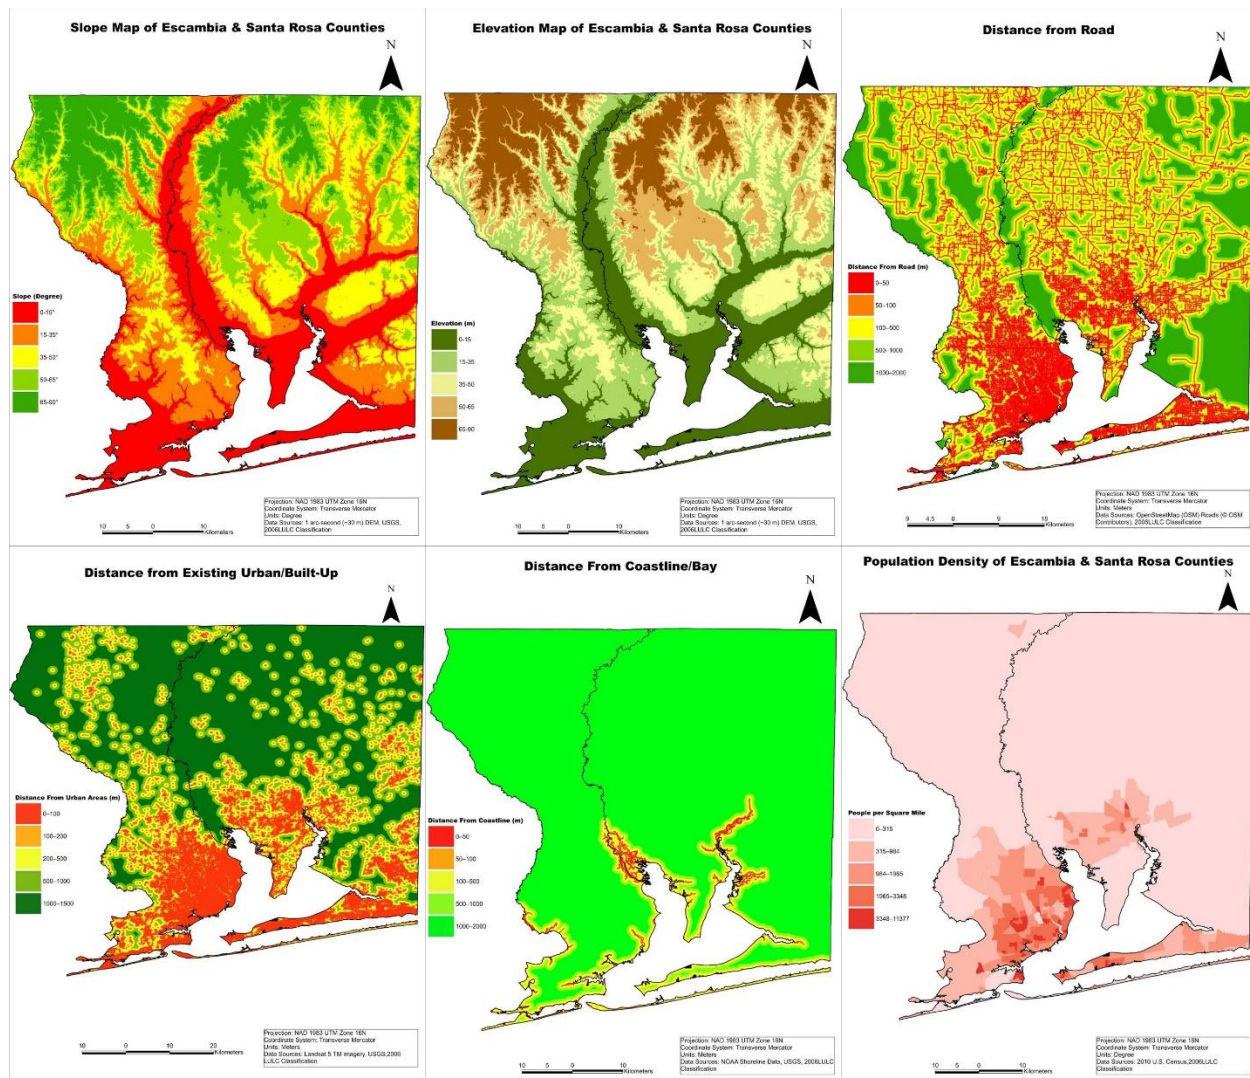 Slope Map of Escambia & Santa Rosa Counties
N
Slope (Degree)
0-15°
15-35°
35-50°
50-65°
65-90°
10 0 10
Kilometers
Projection: NAD 1983 UTM Zone 16N
Coordinate System: Transverse Mercator
Units: Degree
Data Sources: 1 arc-second (~30 m) DEM, USGS,
2006LULC Classification
Elevation Map of Escambia & Santa Rosa Counties
N
Elevation (m)
0-15
15-35
35-50
50-65
65-90
10 0 10
Kilometers
Projection: NAD 1983 UTM Zone 16N
Coordinate System: Transverse Mercator
Units: Meters
Data Sources: 1 arc-second (~30 m) DEM, USGS,
2006LULC Classification
Distance from Road
N
Distance From Road (m)
0–50
50–100
100–500
500–1000
1000–2000
9 4.5 0 9 18
Kilometers
Projection: NAD 1983 UTM Zone 16N
Coordinate System: Transverse Mercator
Units: Meters
Data Sources: OpenStreetMap (OSM) Roads (© OSM
Contributors), 2006LULC Classification
Distance from Existing Urban/Built-Up
N
Distance From Urban Areas (m)
0–100
100–200
200–500
500–1000
1000–1500
10 0 10 20
Kilometers
Projection: NAD 1983 UTM Zone 16N
Coordinate System: Transverse Mercator
Units: Meters
Data Sources: Landsat 5 TM imagery, USGS,2006
LULC Classification
Distance From Coastline/Bay
N
Distance From Coastline (m)
0–50
50–100
100–500
500–1000
1000–2000
10 0 10
Kilometers
Projection: NAD 1983 UTM Zone 16N
Coordinate System: Transverse Mercator
Units: Meters
Data Sources: NOAA Shoreline Data, USGS, 2006LULC
Classification
Population Density of Escambia & Santa Rosa Counties
N
People per Square Mile
0–315
315–984
984–1965
1965–3348
3348–11377
10 5 0 10
Kilometers
Projection: NAD 1983 UTM Zone 16N
Coordinate System: Transverse Mercator
Units: Degree
Data Sources: 2010 U.S. Census,2006LULC
Classification